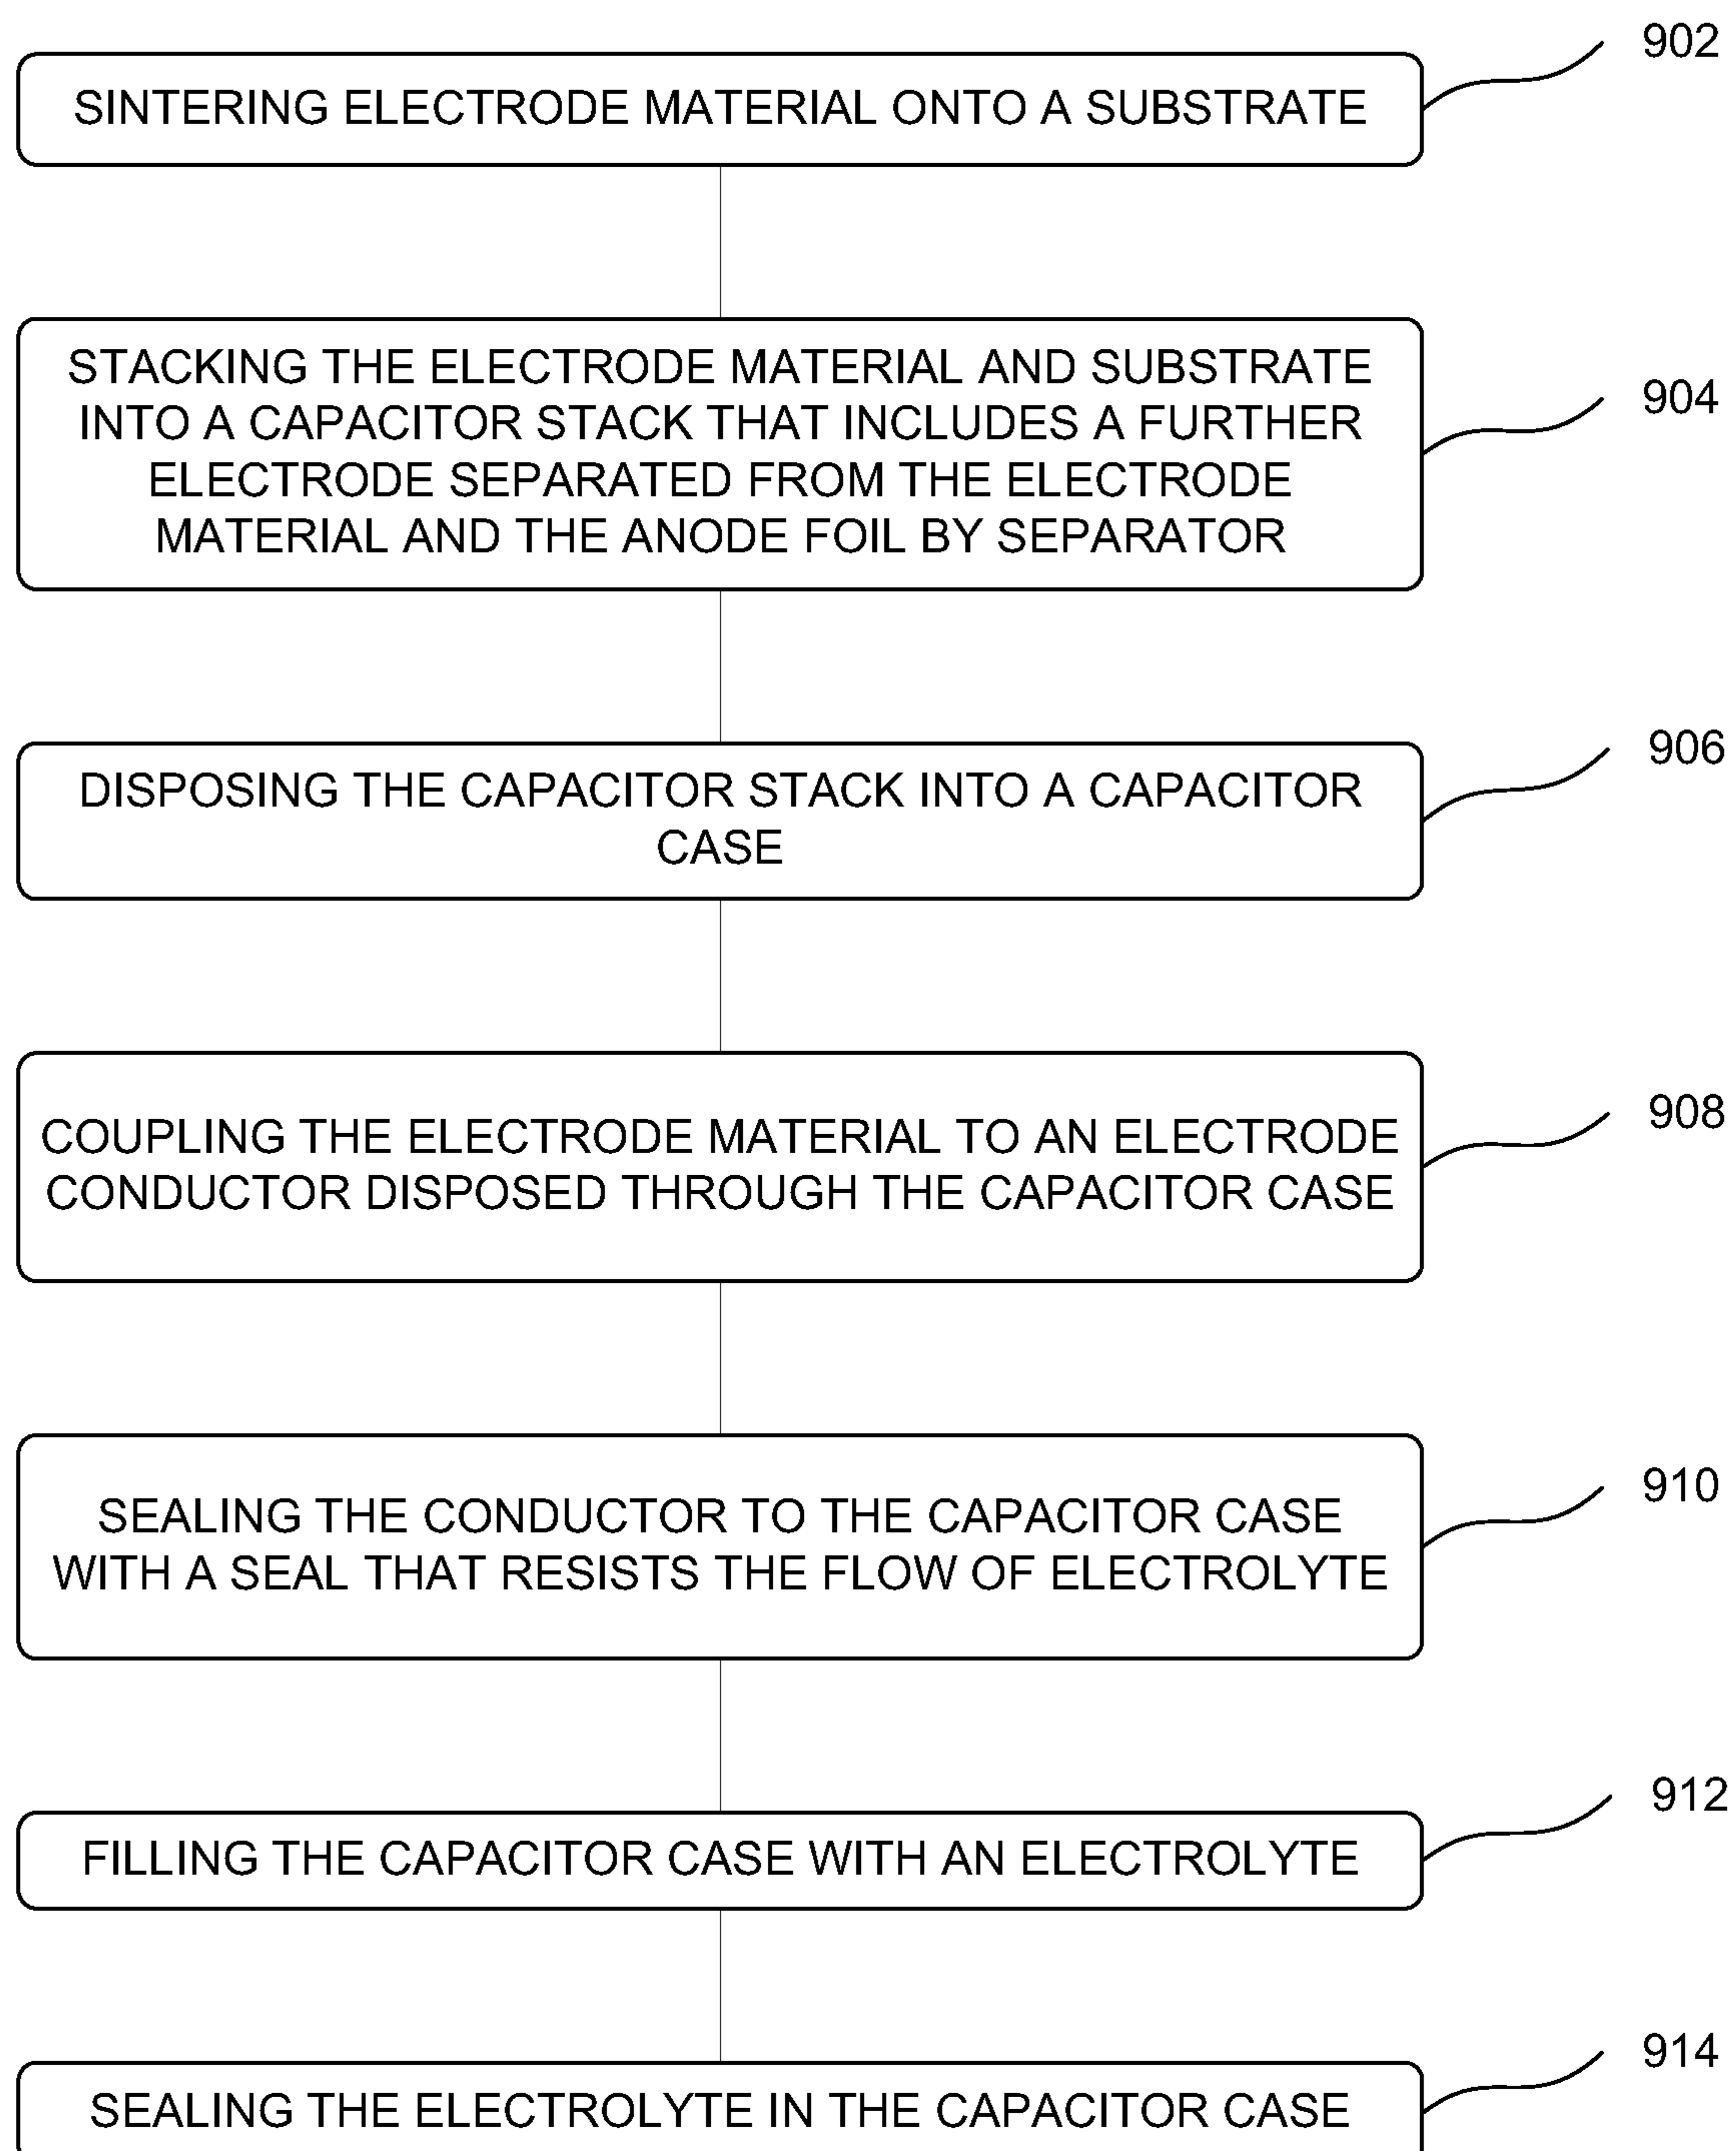 902
SINTERING ELECTRODE MATERIAL ONTO A SUBSTRATE
904
STACKING THE ELECTRODE MATERIAL AND SUBSTRATE
INTO A CAPACITOR STACK THAT INCLUDES A FURTHER
ELECTRODE SEPARATED FROM THE ELECTRODE
MATERIAL AND THE ANODE FOIL BY SEPARATOR
906
DISPOSING THE CAPACITOR STACK INTO A CAPACITOR
CASE
908
COUPLING THE ELECTRODE MATERIAL TO AN ELECTRODE
CONDUCTOR DISPOSED THROUGH THE CAPACITOR CASE
910
SEALING THE CONDUCTOR TO THE CAPACITOR CASE
WITH A SEAL THAT RESISTS THE FLOW OF ELECTROLYTE
912
FILLING THE CAPACITOR CASE WITH AN ELECTROLYTE
914
SEALING THE ELECTROLYTE IN THE CAPACITOR CASE